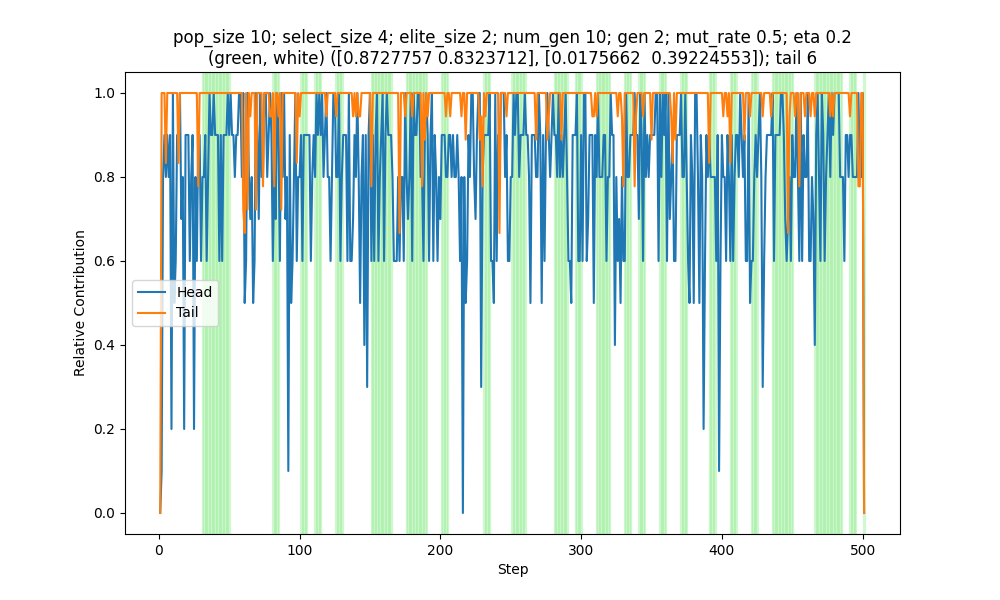 pop_size 10; select_size 4; elite_size 2; num_gen 10; gen 2; mut_rate 0.5; eta 0.2
(green, white) ([0.8727757 0.8323712], [0.0175662  0.39224553]); tail 6
1.0
0.8
0.6
0.4
0.2
0.0
Relative Contribution
Head
Tail
0
100
200
300
400
500
Step